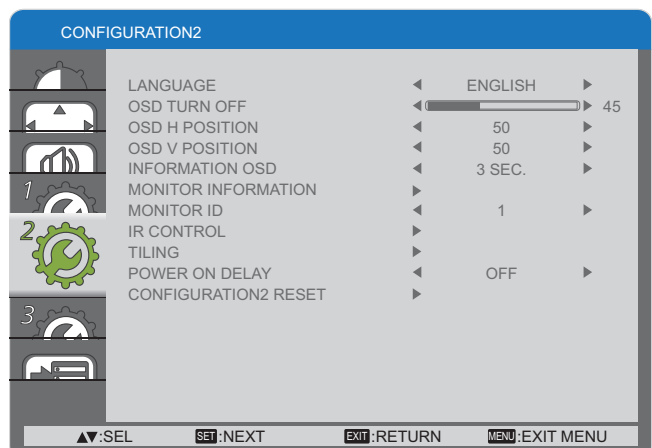 CONFIGURATION2
LANGUAGE ENGLISH
OSD TURN OFF 45
OSD H POSITION 50
OSD V POSITION 50
INFORMATION OSD 3 SEC.
MONITOR INFORMATION
1
MONITOR ID 1
2
IR CONTROL
TILING
POWER ON DELAY OFF
CONFIGURATION2 RESET
3
▲▼:SEL SET:NEXT EXIT:RETURN MENU:EXIT MENU